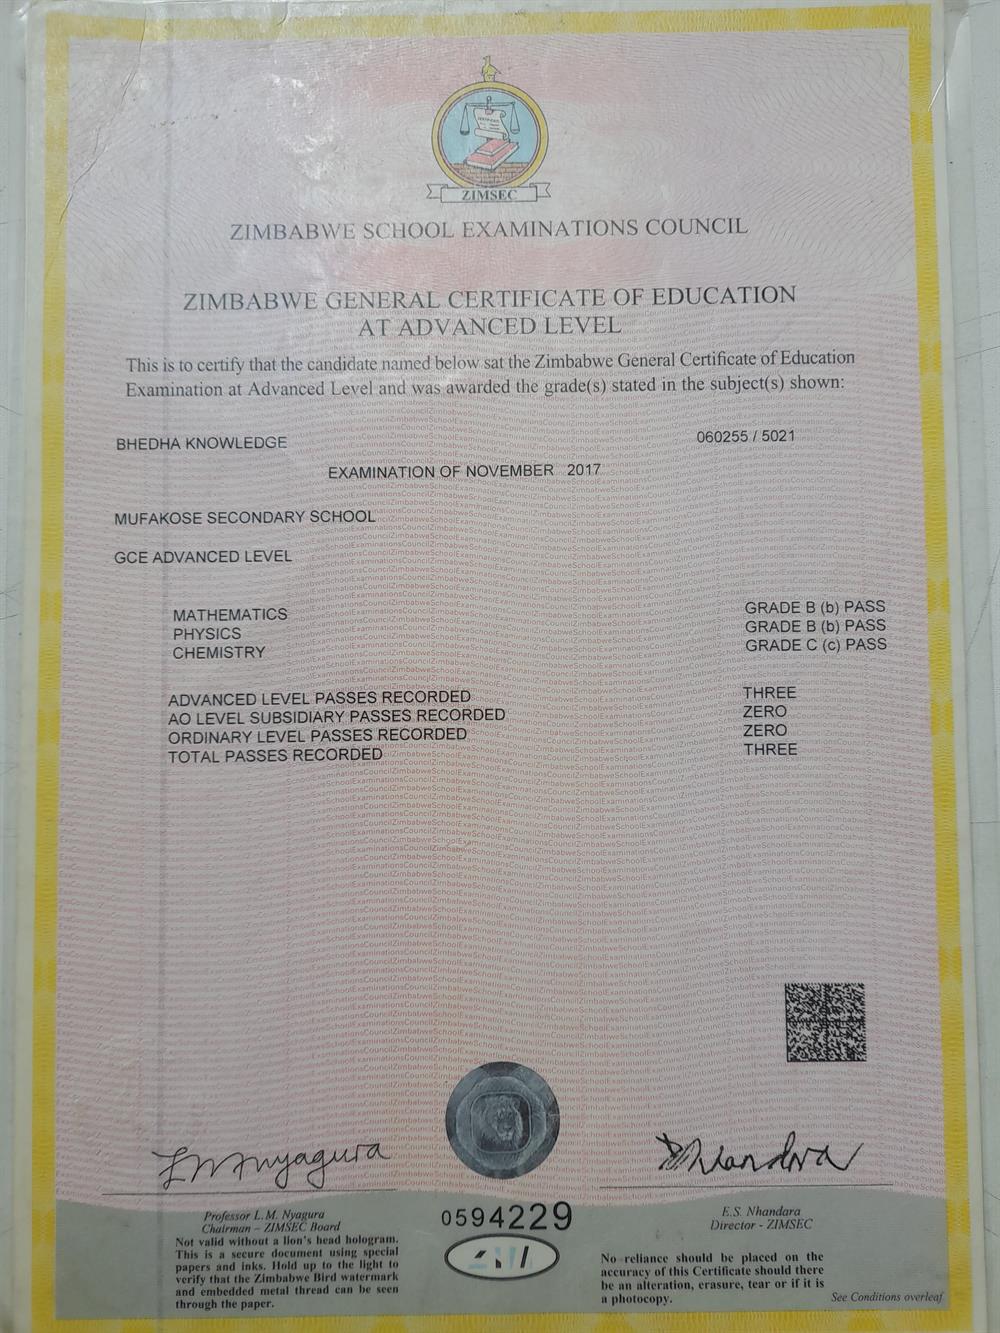 ZIMSEC
ZIMBABWE SCHOOL EXAMINATIONS COUNCIL
ZIMBABWE GENERAL CERTIFICATE OF EDUCATION
AT ADVANCED LEVEL
This is to certify that the candidate named below sat the Zimbabwe General Certificate of Education
Examination at Advanced Level and was awarded the grade(s) stated in the subject(s) shown:
BHEDHA KNOWLEDGE 060255 / 5021
EXAMINATION OF NOVEMBER 2017
MUFAKOSE SECONDARY SCHOOL
GCE ADVANCED LEVEL
MATHEMATICS GRADE B (b) PASS
PHYSICS GRADE B (b) PASS
CHEMISTRY GRADE C (c) PASS
ADVANCED LEVEL PASSES RECORDED THREE
AO LEVEL SUBSIDIARY PASSES RECORDED ZERO
ORDINARY LEVEL PASSES RECORDED ZERO
TOTAL PASSES RECORDED THREE
Professor L.M. Nyagura
Chairman – ZIMSEC Board
Not valid without a lion's head hologram.
This is a secure document using special
papers and inks. Hold up to the light to
verify that the Zimbabwe Bird watermark
and embedded metal thread can be seen
through the paper.
0594229
E.S. Nhandara
Director - ZIMSEC
No reliance should be placed on the
accuracy of this Certificate should there
be an alteration, erasure, tear or if it is
a photocopy.
See Conditions overleaf